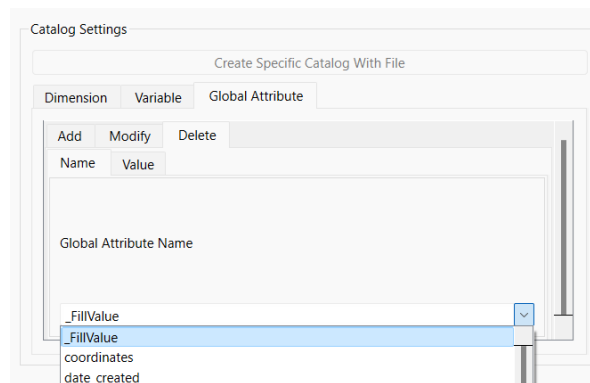 Catalog Settings
Create Specific Catalog With File
Dimension Variable Global Attribute
Add Modify Delete
Name Value
Global Attribute Name
_FillValue
_FillValue
coordinates
date_created